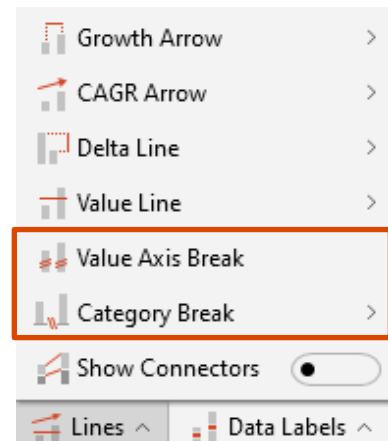 Growth Arrow
CAGR Arrow
Delta Line
Value Line
Value Axis Break
Category Break
Show Connectors
Lines Data Labels